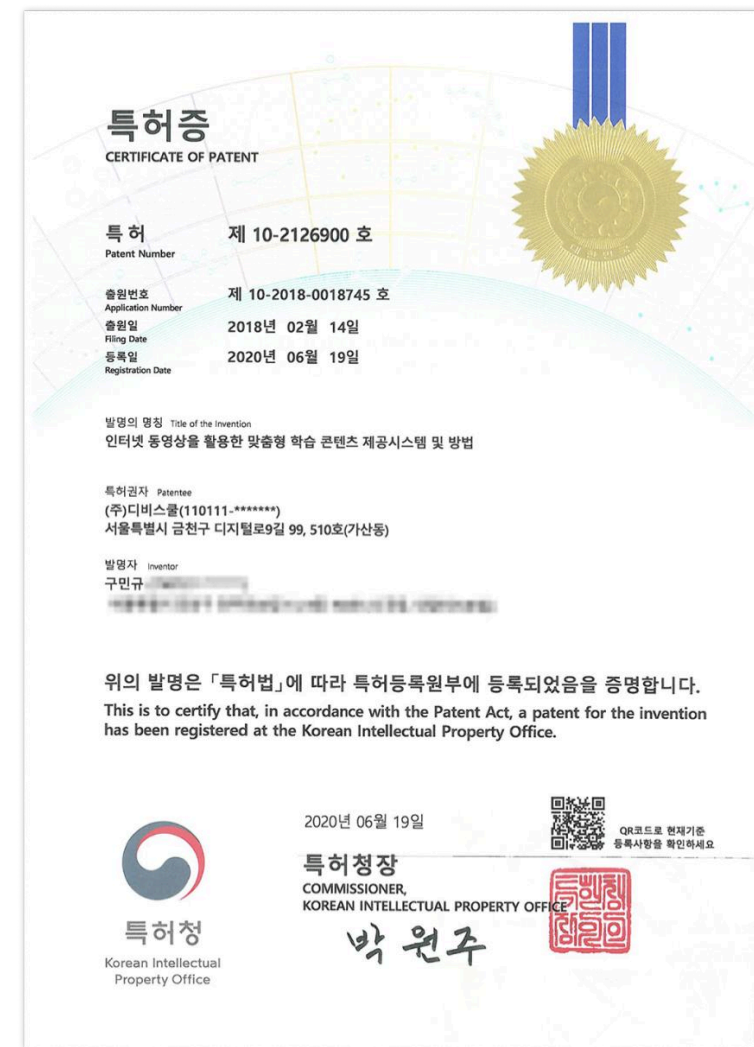 특허증
CERTIFICATE OF PATENT
특 허 제 10-2126900 호
Patent Number
출원번호 제 10-2018-0018745 호
Application Number
출원일 2018년 02월 14일
Filing Date
등록일 2020년 06월 19일
Registration Date
발명의 명칭 Title of the Invention
인터넷 동영상을 활용한 맞춤형 학습 콘텐츠 제공시스템 및 방법
특허권자 Patentee
(주)디비스쿨(110111-*******)
서울특별시 금천구 디지털로9길 99, 510호(가산동)
발명자 Inventor
구민규
위의 발명은 「특허법」에 따라 특허등록원부에 등록되었음을 증명합니다.
This is to certify that, in accordance with the Patent Act, a patent for the invention
has been registered at the Korean Intellectual Property Office.
2020년 06월 19일
QR코드로 현재기준
등록사항을 확인하세요
특허청장
COMMISSIONER,
KOREAN INTELLECTUAL PROPERTY OFFICE
박원주
특허청
Korean Intellectual
Property Office
대한민국